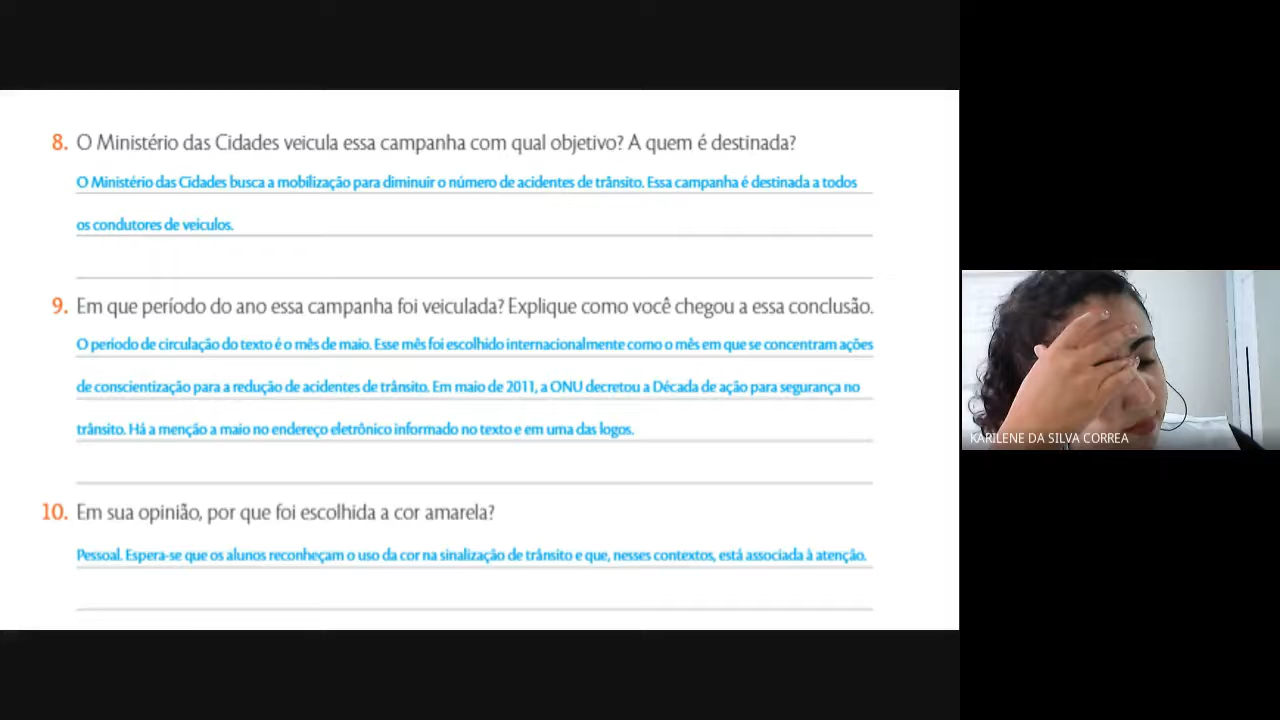 8. O Ministério das Cidades veicula essa campanha com qual objetivo? A quem é destinada?
O Ministério das Cidades busca a mobilização para diminuir o número de acidentes de trânsito. Essa campanha é destinada a todos
os condutores de veículos.
9. Em que período do ano essa campanha foi veiculada? Explique como você chegou a essa conclusão.
O período de circulação do texto é o mês de maio. Esse mês foi escolhido internacionalmente como o mês em que se concentram ações
de conscientização para a redução de acidentes de trânsito. Em maio de 2011, a ONU decretou a Década de ação para segurança no
trânsito. Há a menção a maio no endereço eletrônico informado no texto e em uma das logos.
10. Em sua opinião, por que foi escolhida a cor amarela?
Pessoal. Espera-se que os alunos reconheçam o uso da cor na sinalização de trânsito e que, nesses contextos, está associada à atenção.
KARILENE DA SILVA CORREA